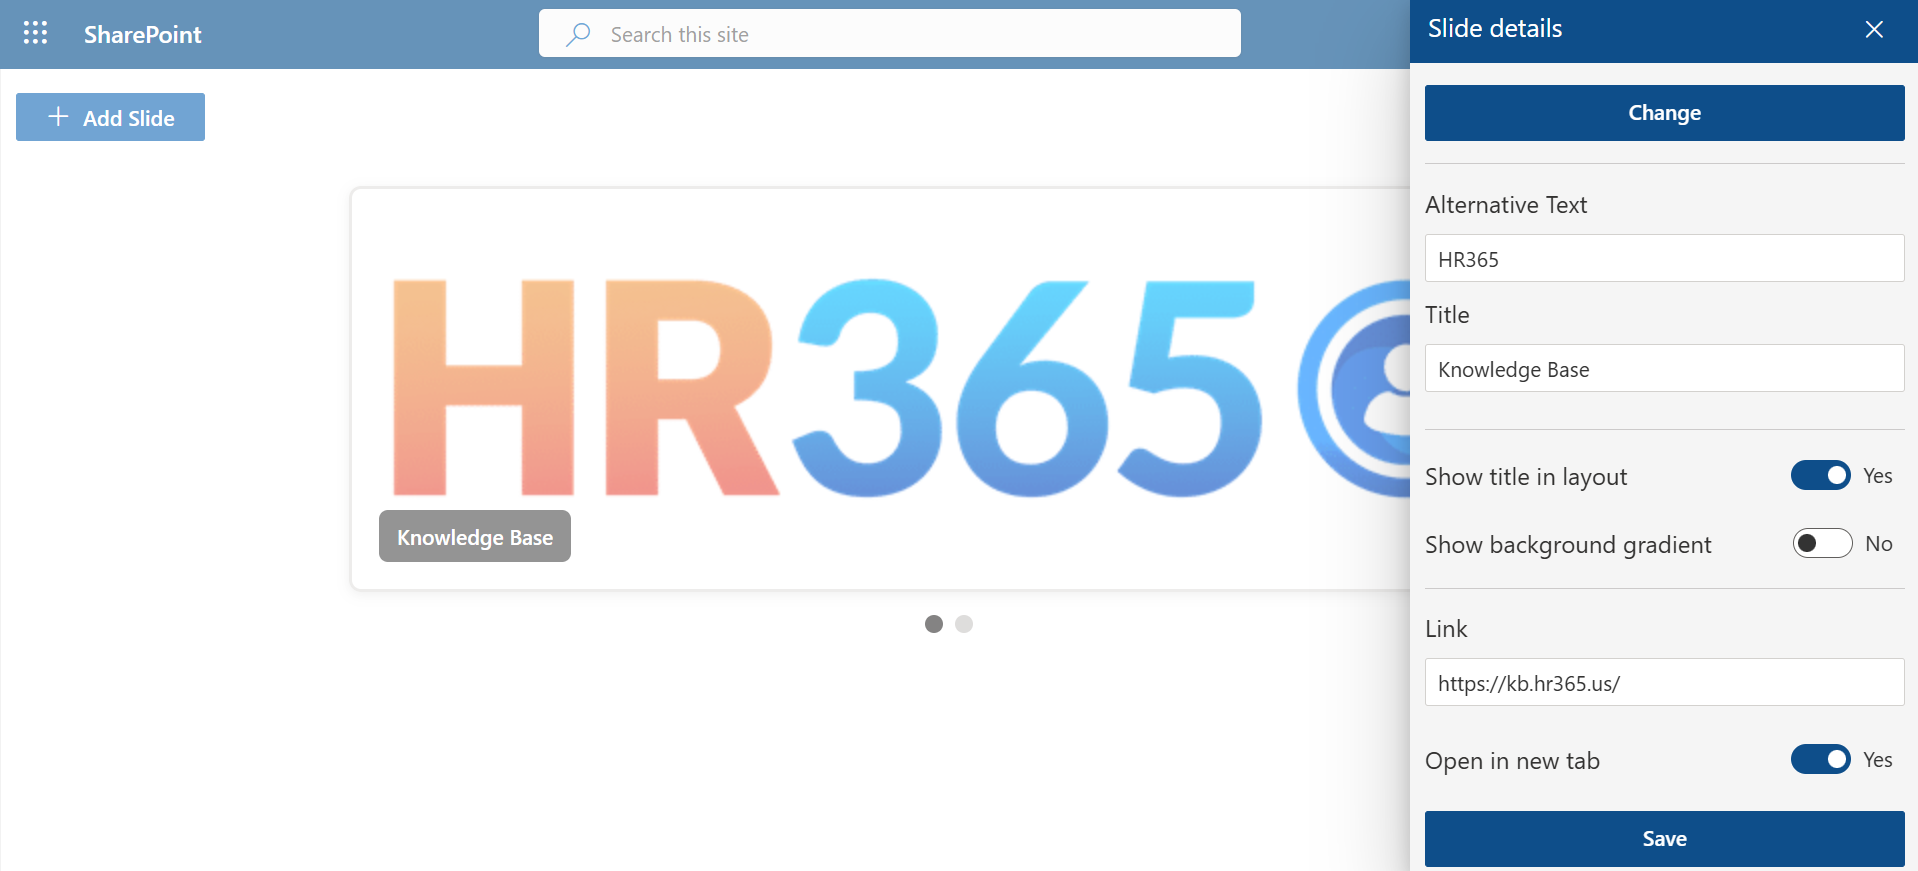 SharePoint
Search this site
Add Slide
HR365
Knowledge Base
Slide details
Change
Alternative Text
HR365
Title
Knowledge Base
Show title in layout Yes
Show background gradient No
Link
https://kb.hr365.us/
Open in new tab Yes
Save